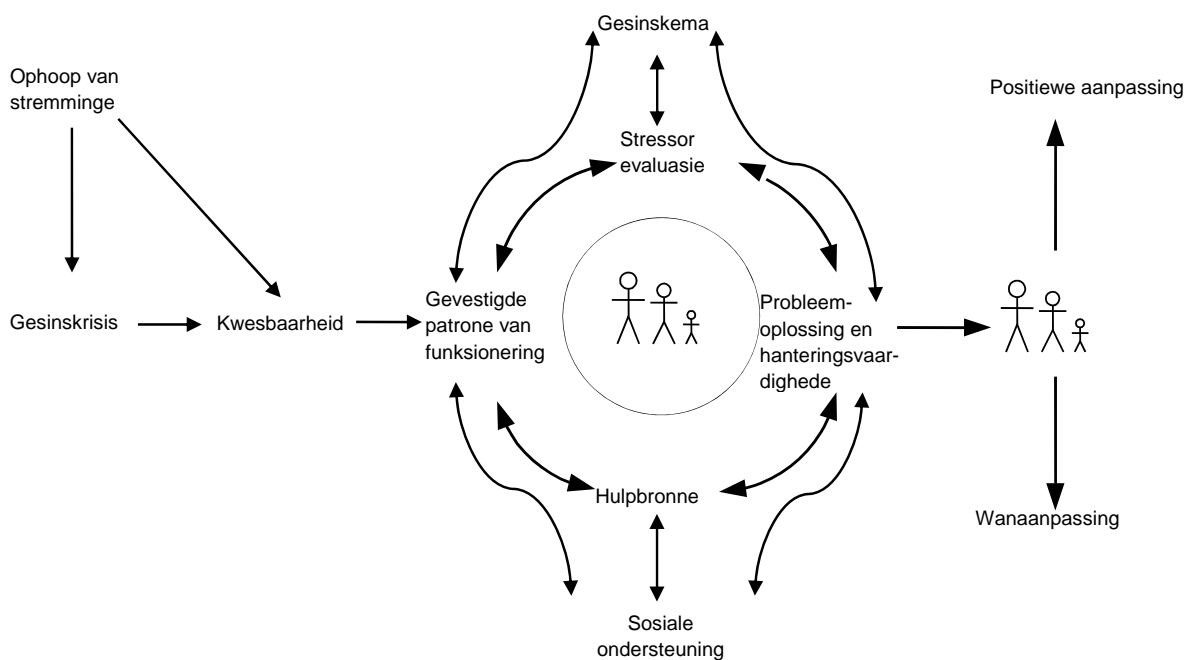 Gesinskema
Ophoop van
stremminge
Positiewe aanpassing
Stressor
evaluasie
Gesinskrisis
Kwesbaarheid
Gevestigde
patrone van
funksionering
Probleem-
oplossing en
hanteringsvaar-
dighede
Hulpbronne
Wanaanpassing
Sosiale
ondersteuning